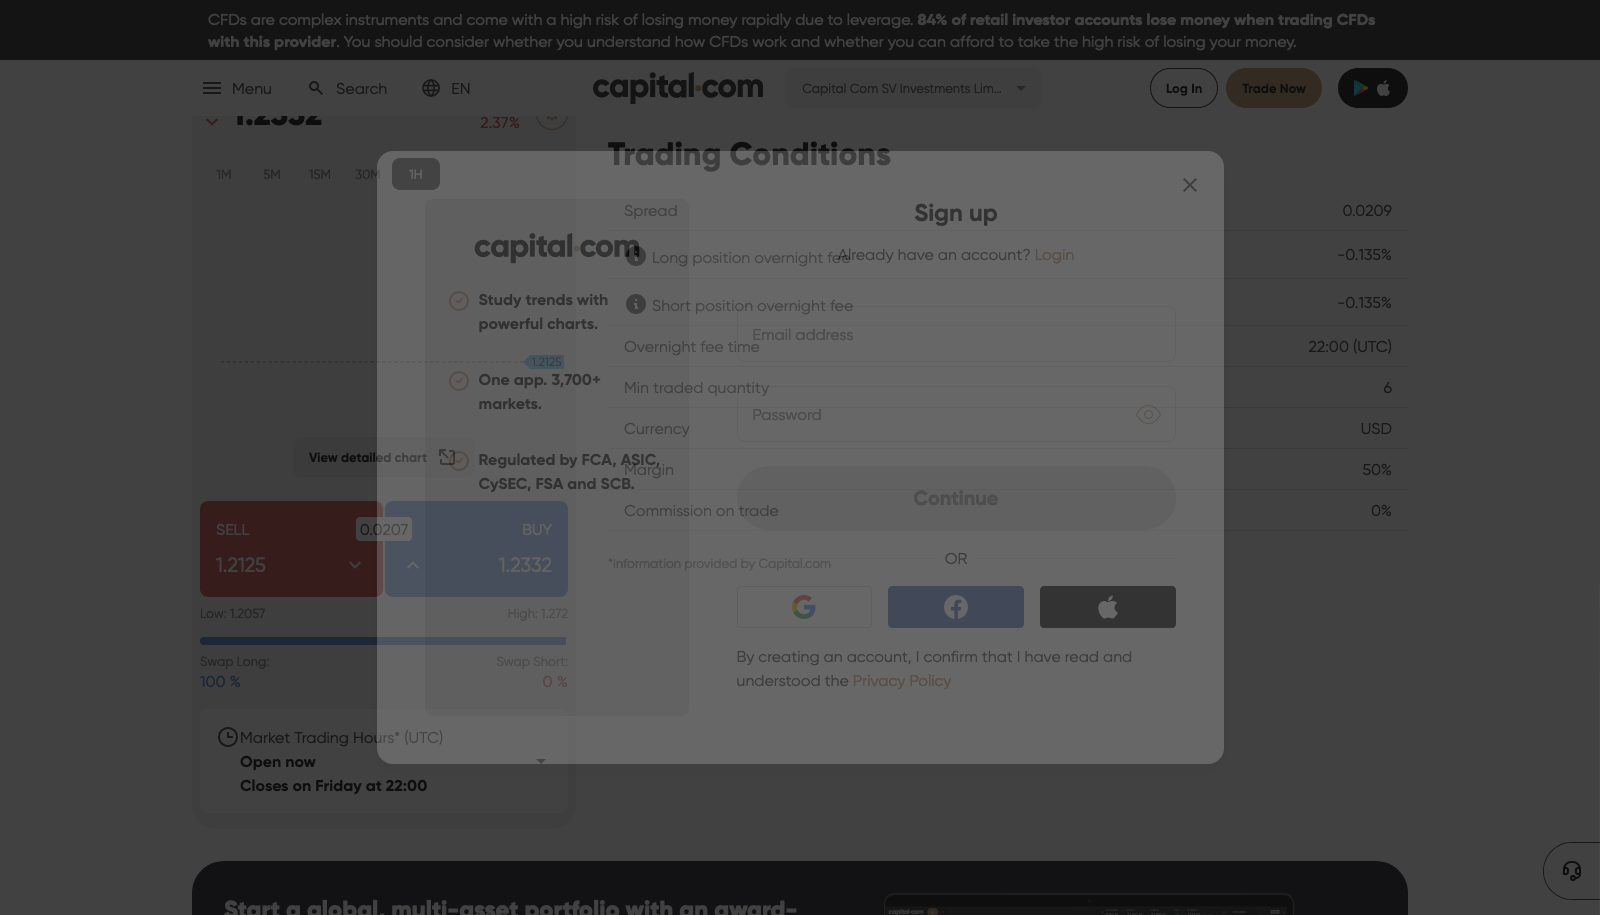 CFDs are complex instruments and come with a high risk of losing money rapidly due to leverage. 84% of retail investor accounts lose money when trading CFDs
with this provider. You should consider whether you understand how CFDs work and whether you can afford to take the high risk of losing your money.
Menu
Search
EN
capital.com
Capital Com SV Investments Lim...
Log In
Trade Now
1.2332
2.37%
1M
5M
15M
30M
1H
1.2125
View detailed chart
SELL
1.2125
0.0207
BUY
1.2332
Low: 1.2057
High: 1.272
Swap Long:
100 %
Swap Short:
0 %
Market Trading Hours* (UTC)
Open now
Closes on Friday at 22:00
Trading Conditions
Spread 0.0209
Long position overnight fee -0.135%
Short position overnight fee -0.135%
Overnight fee time 22:00 (UTC)
Min traded quantity 6
Currency USD
Margin 50%
Commission on trade 0%
*Information provided by Capital.com
capital.com
Study trends with
powerful charts.
One app. 3,700+
markets.
Regulated by FCA, ASIC,
CySEC, FSA and SCB.
Sign up
Already have an account? Login
Email address
Password
Continue
OR
By creating an account, I confirm that I have read and
understood the Privacy Policy
Start a global, multi-asset portfolio with an award-
capital.com